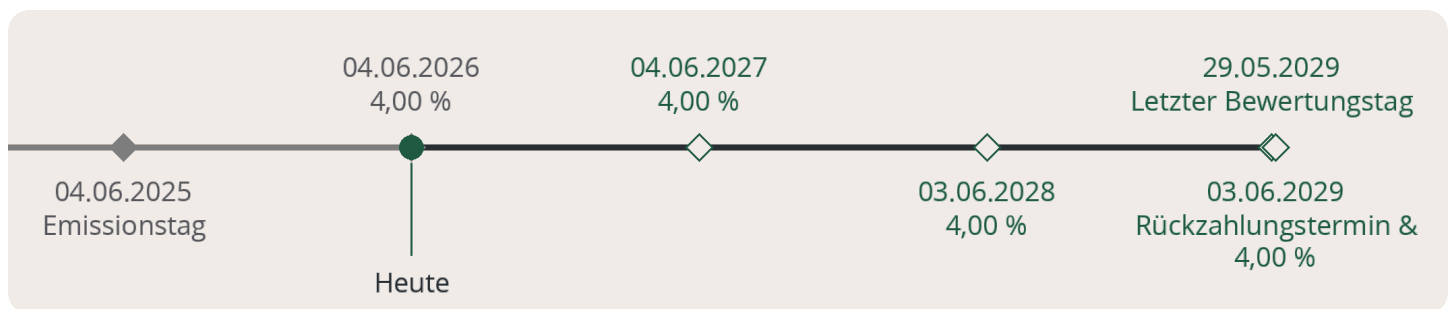 04.06.2026
4,00 %
04.06.2027
4,00 %
29.05.2029
Letzter Bewertungstag
04.06.2025
Emissionstag
Heute
03.06.2028
4,00 %
03.06.2029
Rückzahlungstermin &
4,00 %